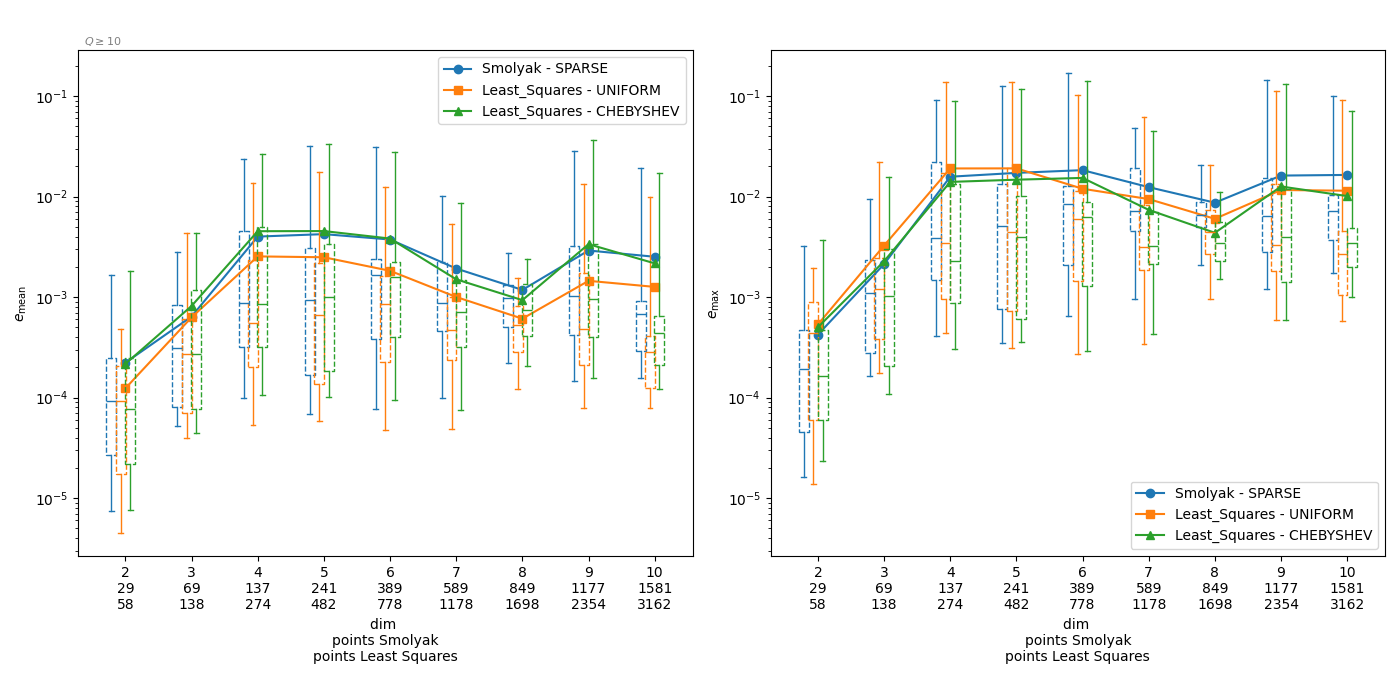 Q ≥ 10
Smolyak - SPARSE
Least_Squares - UNIFORM
Least_Squares - CHEBYSHEV
10⁻¹
10⁻²
10⁻³
10⁻⁴
10⁻⁵
e_mean
2 3 4 5 6 7 8 9 10
29 69 137 241 389 589 849 1177 1581
58 138 274 482 778 1178 1698 2354 3162
dim
points Smolyak
points Least Squares
10⁻¹
10⁻²
10⁻³
10⁻⁴
10⁻⁵
e_max
Smolyak - SPARSE
Least_Squares - UNIFORM
Least_Squares - CHEBYSHEV
2 3 4 5 6 7 8 9 10
29 69 137 241 389 589 849 1177 1581
58 138 274 482 778 1178 1698 2354 3162
dim
points Smolyak
points Least Squares